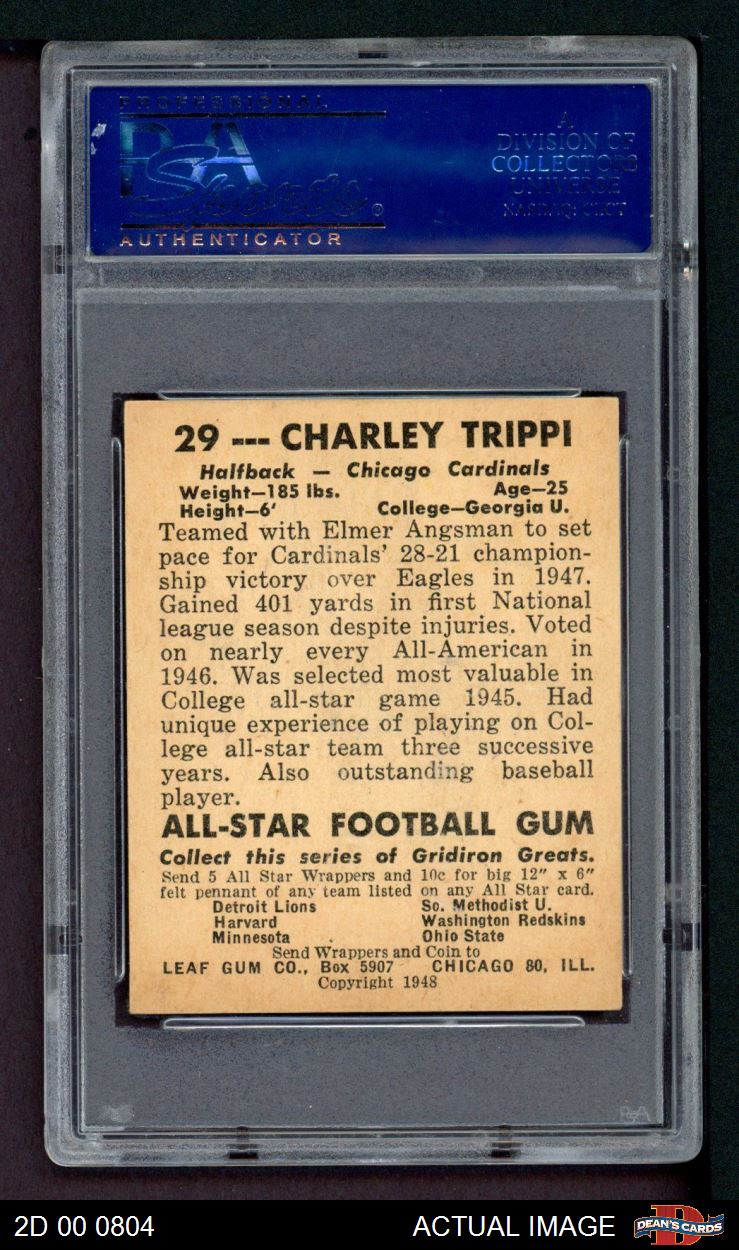 PROFESSIONAL
PSA
Sports®
AUTHENTICATOR
A
DIVISION OF
COLLECTORS
UNIVERSE
NASDAQ: CLCT
29 --- CHARLEY TRIPPI
Halfback — Chicago Cardinals
Weight—185 lbs. Age—25
Height—6' College—Georgia U.
Teamed with Elmer Angsman to set
pace for Cardinals' 28-21 champion-
ship victory over Eagles in 1947.
Gained 401 yards in first National
league season despite injuries. Voted
on nearly every All-American in
1946. Was selected most valuable in
College all-star game 1945. Had
unique experience of playing on Col-
lege all-star team three successive
years. Also outstanding baseball
player.
ALL-STAR FOOTBALL GUM
Collect this series of Gridiron Greats.
Send 5 All Star Wrappers and 10c for big 12" x 6"
felt pennant of any team listed on any All Star card.
Detroit Lions So. Methodist U.
Harvard Washington Redskins
Minnesota Ohio State
Send Wrappers and Coin to
LEAF GUM CO., Box 5907 CHICAGO 80, ILL.
Copyright 1948
PSA
2D 00 0804 ACTUAL IMAGE DEAN'S CARDS